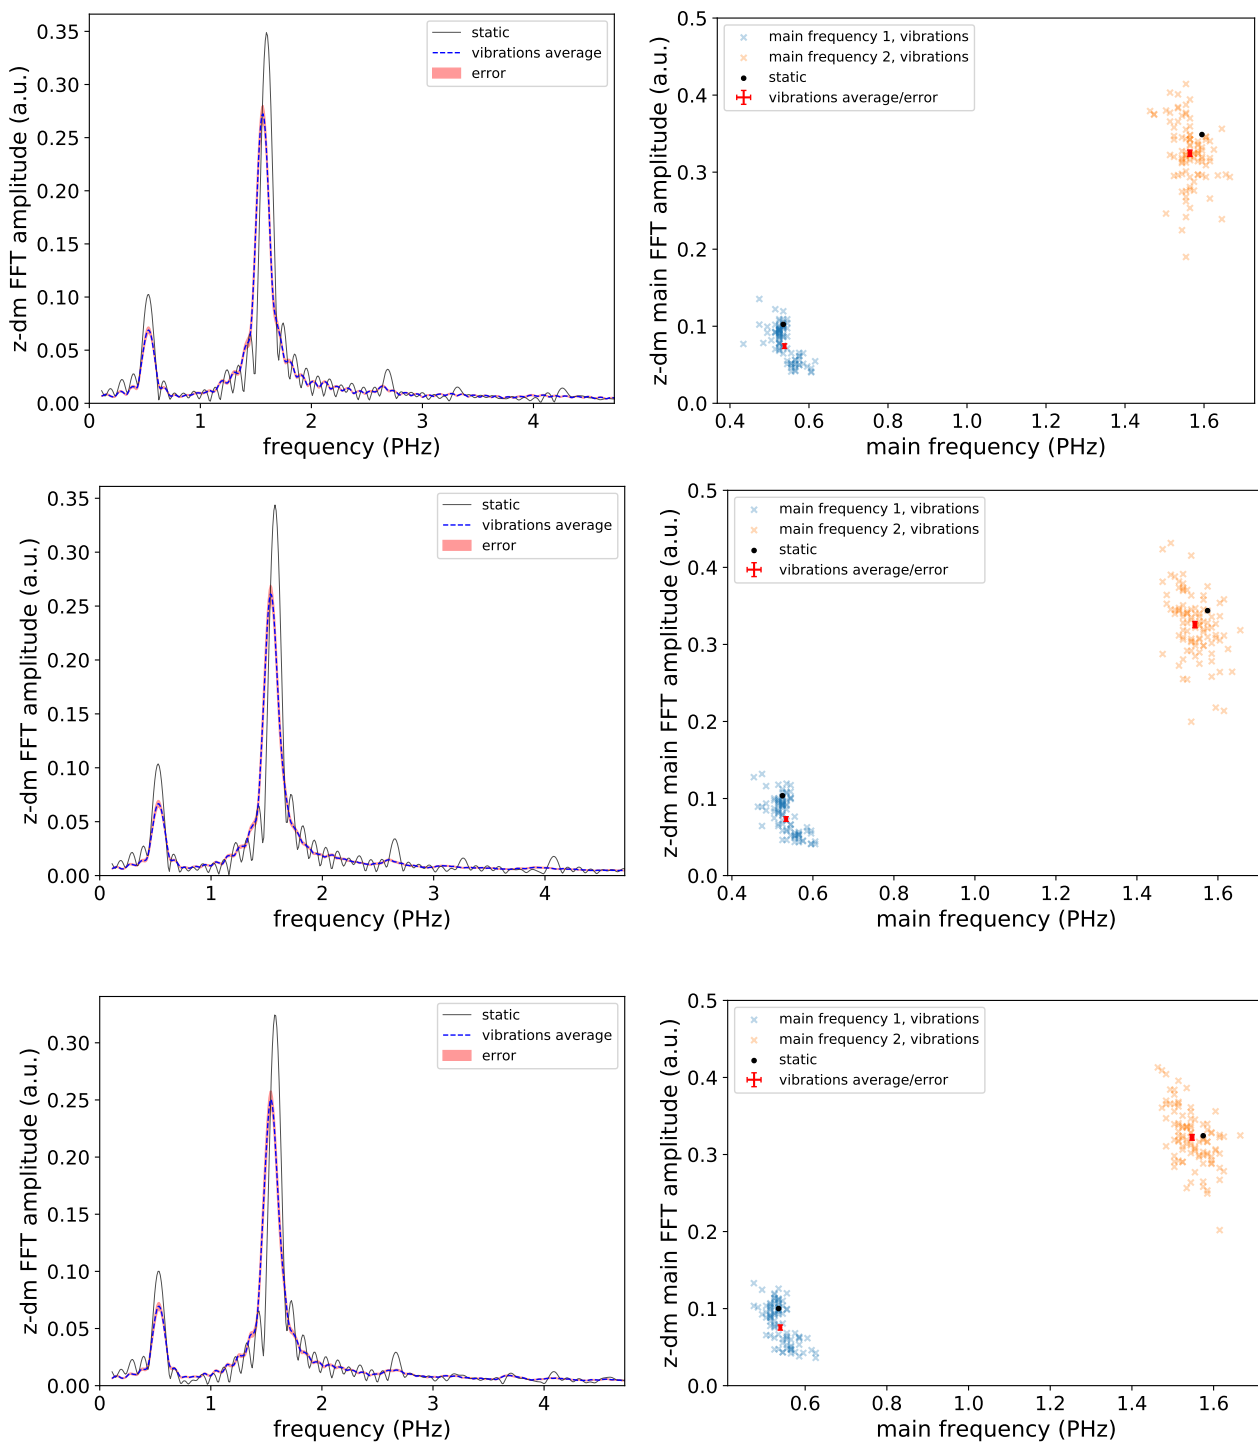 z-dm FFT amplitude (a.u.)
0.35
0.30
0.25
0.20
0.15
0.10
0.05
0.00
0 1 2 3 4
frequency (PHz)
static
vibrations average
error
z-dm main FFT amplitude (a.u.)
0.5
0.4
0.3
0.2
0.1
0.0
0.4 0.6 0.8 1.0 1.2 1.4 1.6
main frequency (PHz)
main frequency 1, vibrations
main frequency 2, vibrations
static
vibrations average/error
z-dm FFT amplitude (a.u.)
0.35
0.30
0.25
0.20
0.15
0.10
0.05
0.00
0 1 2 3 4
frequency (PHz)
static
vibrations average
error
z-dm main FFT amplitude (a.u.)
0.5
0.4
0.3
0.2
0.1
0.0
0.4 0.6 0.8 1.0 1.2 1.4 1.6
main frequency (PHz)
main frequency 1, vibrations
main frequency 2, vibrations
static
vibrations average/error
z-dm FFT amplitude (a.u.)
0.30
0.25
0.20
0.15
0.10
0.05
0.00
0 1 2 3 4
frequency (PHz)
static
vibrations average
error
z-dm main FFT amplitude (a.u.)
0.5
0.4
0.3
0.2
0.1
0.0
0.6 0.8 1.0 1.2 1.4 1.6
main frequency (PHz)
main frequency 1, vibrations
main frequency 2, vibrations
static
vibrations average/error